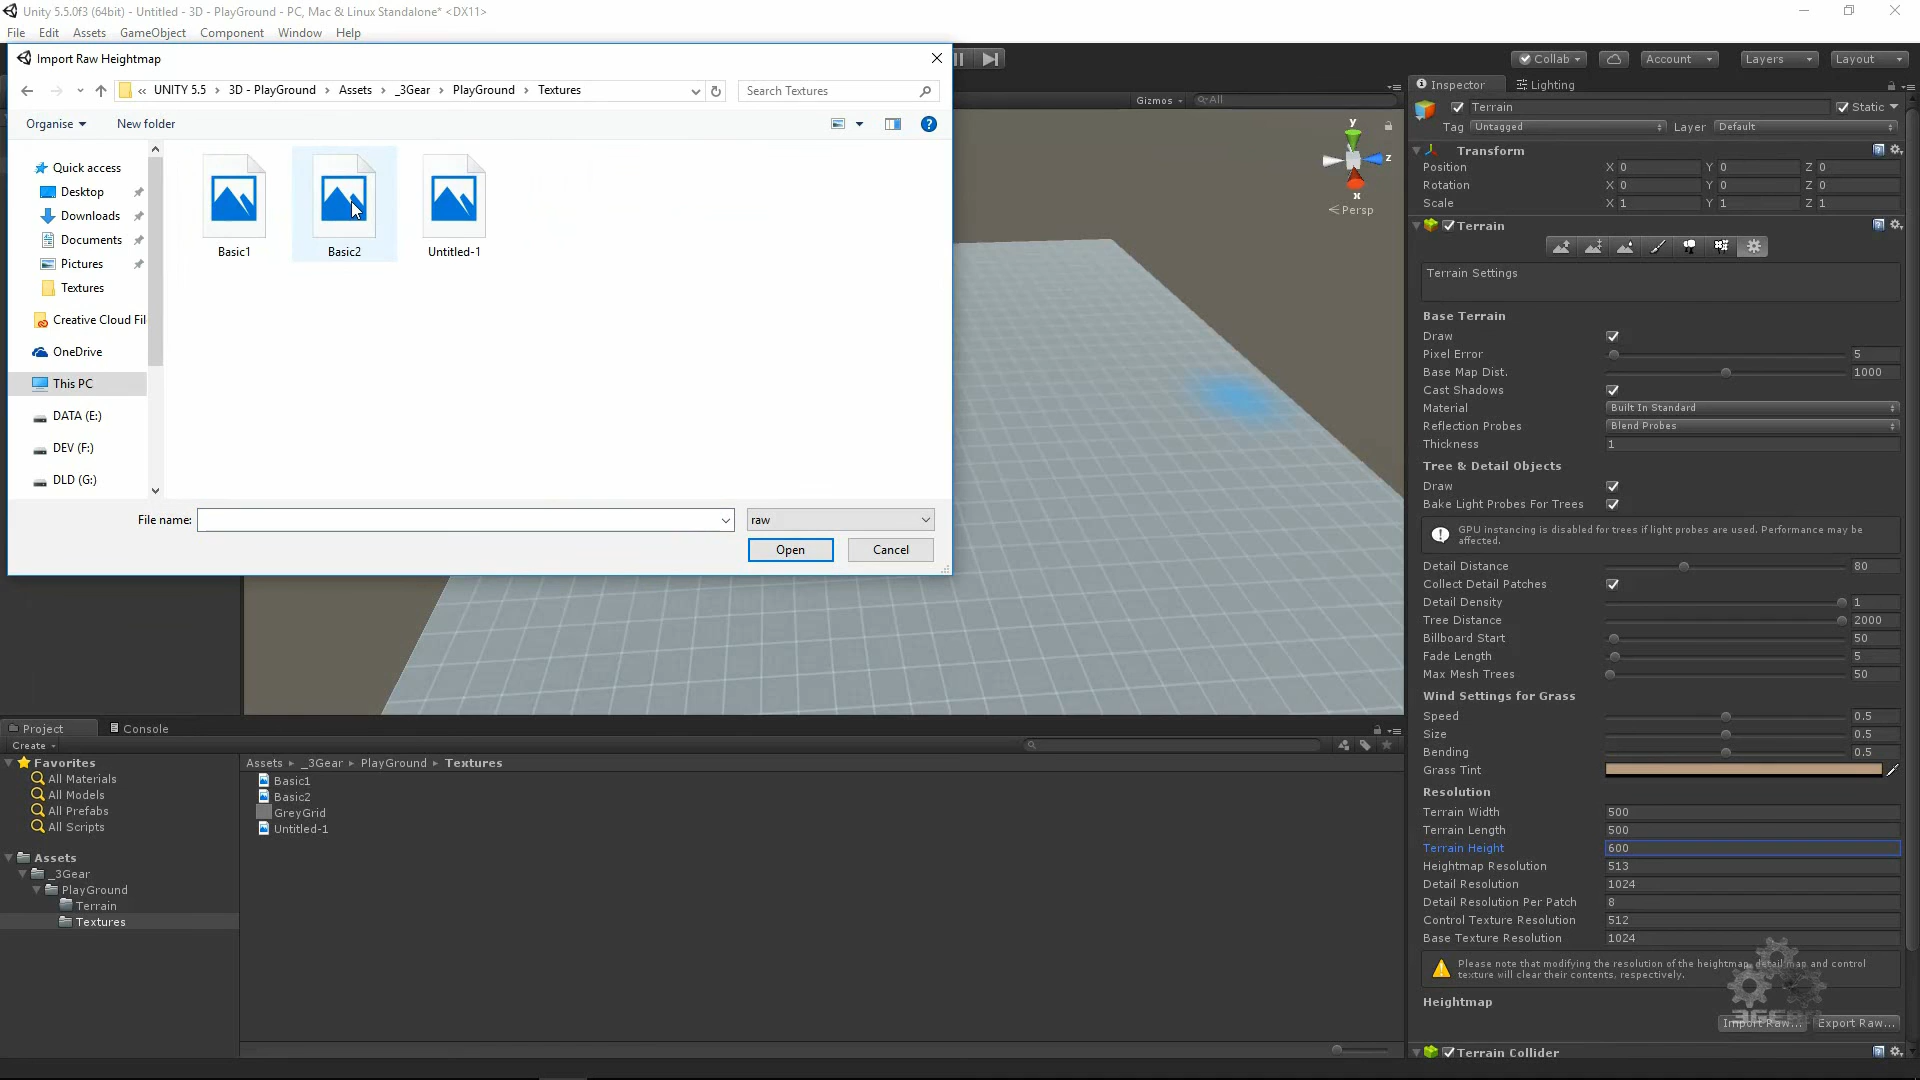 Unity 5.5.0f3 (64bit) - Untitled - 3D - PlayGround - PC, Mac & Linux Standalone* <DX11>
File Edit Assets GameObject Component Window Help
Import Raw Heightmap
Collab Account Layers Layout
« UNITY 5.5 › 3D - PlayGround › Assets › _3Gear › PlayGround › Textures
Search Textures
Organise New folder
Quick access
Desktop
Downloads
Documents
Pictures
Textures
Creative Cloud Fil
OneDrive
This PC
DATA (E:)
DEV (F:)
DLD (G:)
Basic1 Basic2 Untitled-1
File name: raw
Open Cancel
Gizmos All
y
z
x
Persp
Inspector Lighting
Terrain Static
Tag Untagged Layer Default
Transform
Position X 0 Y 0 Z 0
Rotation X 0 Y 0 Z 0
Scale X 1 Y 1 Z 1
Terrain
Terrain Settings
Base Terrain
Draw
Pixel Error 5
Base Map Dist. 1000
Cast Shadows
Material Built In Standard
Reflection Probes Blend Probes
Thickness 1
Tree & Detail Objects
Draw
Bake Light Probes For Trees
GPU instancing is disabled for trees if light probes are used. Performance may be
affected.
Detail Distance 80
Collect Detail Patches
Detail Density 1
Tree Distance 2000
Billboard Start 50
Fade Length 5
Max Mesh Trees 50
Wind Settings for Grass
Speed 0.5
Size 0.5
Bending 0.5
Grass Tint
Resolution
Terrain Width 500
Terrain Length 500
Terrain Height 600
Heightmap Resolution 513
Detail Resolution 1024
Detail Resolution Per Patch 8
Control Texture Resolution 512
Base Texture Resolution 1024
Please note that modifying the resolution of the heightmap, detail map and control
texture will clear their contents, respectively.
Heightmap
Import Raw... Export Raw...
3GEAR
Terrain Collider
Project Console
Create
Favorites
All Materials
All Models
All Prefabs
All Scripts
Assets
_3Gear
PlayGround
Terrain
Textures
Assets ▸ _3Gear ▸ PlayGround ▸ Textures
Basic1
Basic2
GreyGrid
Untitled-1